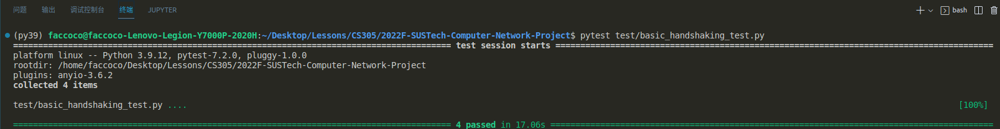 问题 输出 调试控制台 终端 JUPYTER bash
(py39) faccoco@faccoco-Lenovo-Legion-Y7000P-2020H:~/Desktop/Lessons/CS305/2022F-SUSTech-Computer-Network-Project$ pytest test/basic_handshaking_test.py
======================================================================================== test session starts ========================================================================================
platform linux -- Python 3.9.12, pytest-7.2.0, pluggy-1.0.0
rootdir: /home/faccoco/Desktop/Lessons/CS305/2022F-SUSTech-Computer-Network-Project
plugins: anyio-3.6.2
collected 4 items
test/basic_handshaking_test.py .... [100%]
======================================================================================== 4 passed in 17.06s =========================================================================================